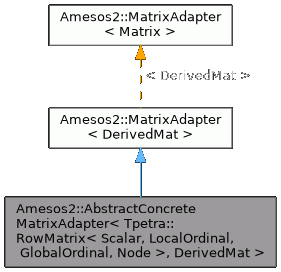 Amesos2::MatrixAdapter
< Matrix >
< DerivedMat >
Amesos2::MatrixAdapter
< DerivedMat >
Amesos2::AbstractConcrete
MatrixAdapter< Tpetra::
RowMatrix< Scalar, LocalOrdinal,
GlobalOrdinal, Node >, DerivedMat >